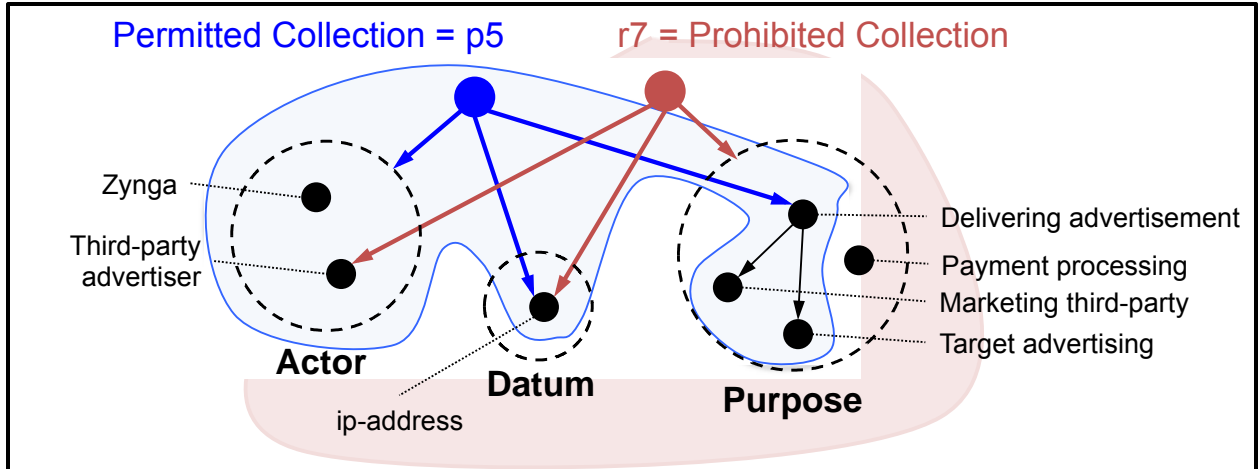 Permitted Collection = p5
r7 = Prohibited Collection
Zynga
Third-party
advertiser
Delivering advertisement
Payment processing
Marketing third-party
Target advertising
Actor
Datum
Purpose
ip-address